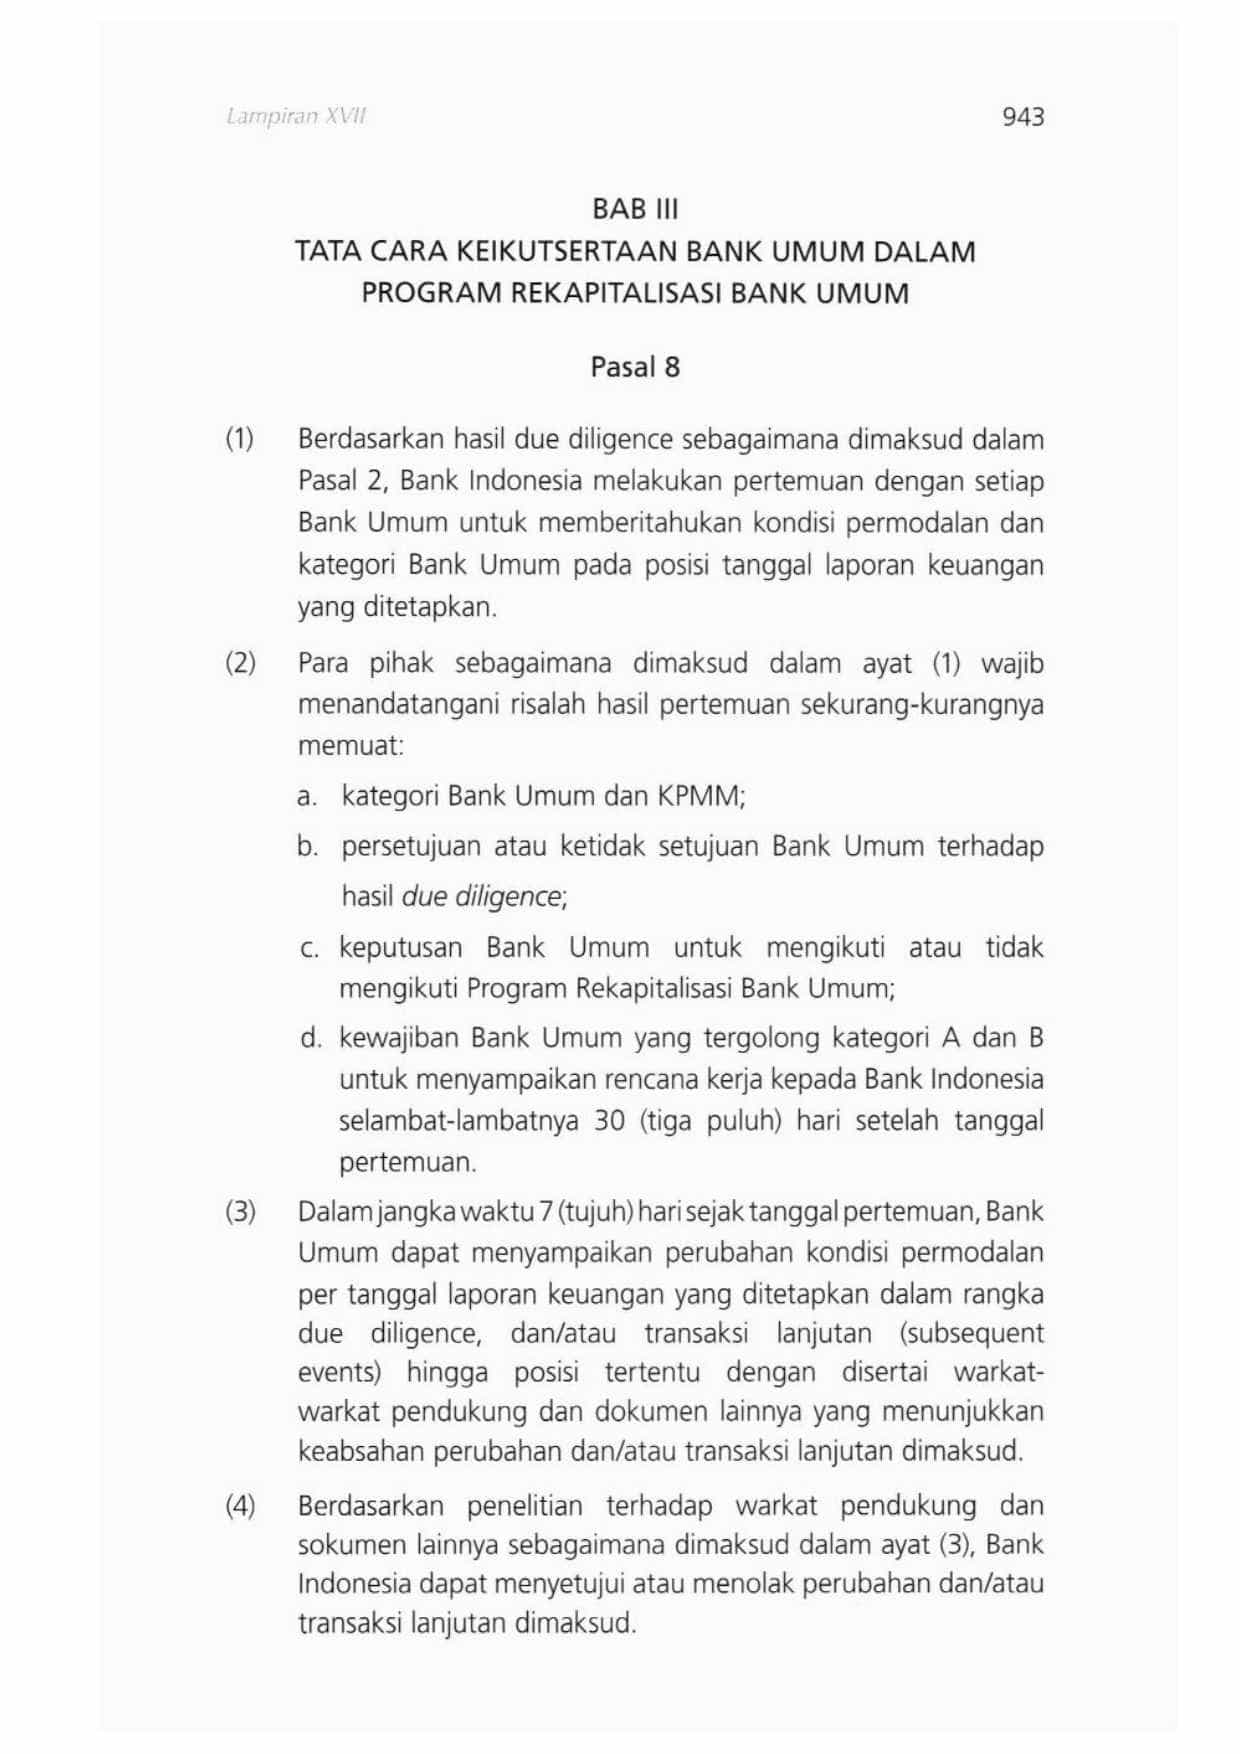 Lampiran XVII
943
BAB III
TATA CARA KEIKUTSERTAAN BANK UMUM DALAM
PROGRAM REKAPITALISASI BANK UMUM
Pasal 8
(1) Berdasarkan hasil due diligence sebagaimana dimaksud dalam
Pasal 2, Bank Indonesia melakukan pertemuan dengan setiap
Bank Umum untuk memberitahukan kondisi permodalan dan
kategori Bank Umum pada posisi tanggal laporan keuangan
yang ditetapkan.
(2) Para pihak sebagaimana dimaksud dalam ayat (1) wajib
menandatangani risalah hasil pertemuan sekurang-kurangnya
memuat:
a. kategori Bank Umum dan KPMM;
b. persetujuan atau ketidak setujuan Bank Umum terhadap
hasil due diligence;
c. keputusan Bank Umum untuk mengikuti atau tidak
mengikuti Program Rekapitalisasi Bank Umum;
d. kewajiban Bank Umum yang tergolong kategori A dan B
untuk menyampaikan rencana kerja kepada Bank Indonesia
selambat-lambatnya 30 (tiga puluh) hari setelah tanggal
pertemuan.
(3) Dalam jangka waktu 7 (tujuh) hari sejak tanggal pertemuan, Bank
Umum dapat menyampaikan perubahan kondisi permodalan
per tanggal laporan keuangan yang ditetapkan dalam rangka
due diligence, dan/atau transaksi lanjutan (subsequent
events) hingga posisi tertentu dengan disertai warkat-
warkat pendukung dan dokumen lainnya yang menunjukkan
keabsahan perubahan dan/atau transaksi lanjutan dimaksud.
(4) Berdasarkan penelitian terhadap warkat pendukung dan
sokumen lainnya sebagaimana dimaksud dalam ayat (3), Bank
Indonesia dapat menyetujui atau menolak perubahan dan/atau
transaksi lanjutan dimaksud.